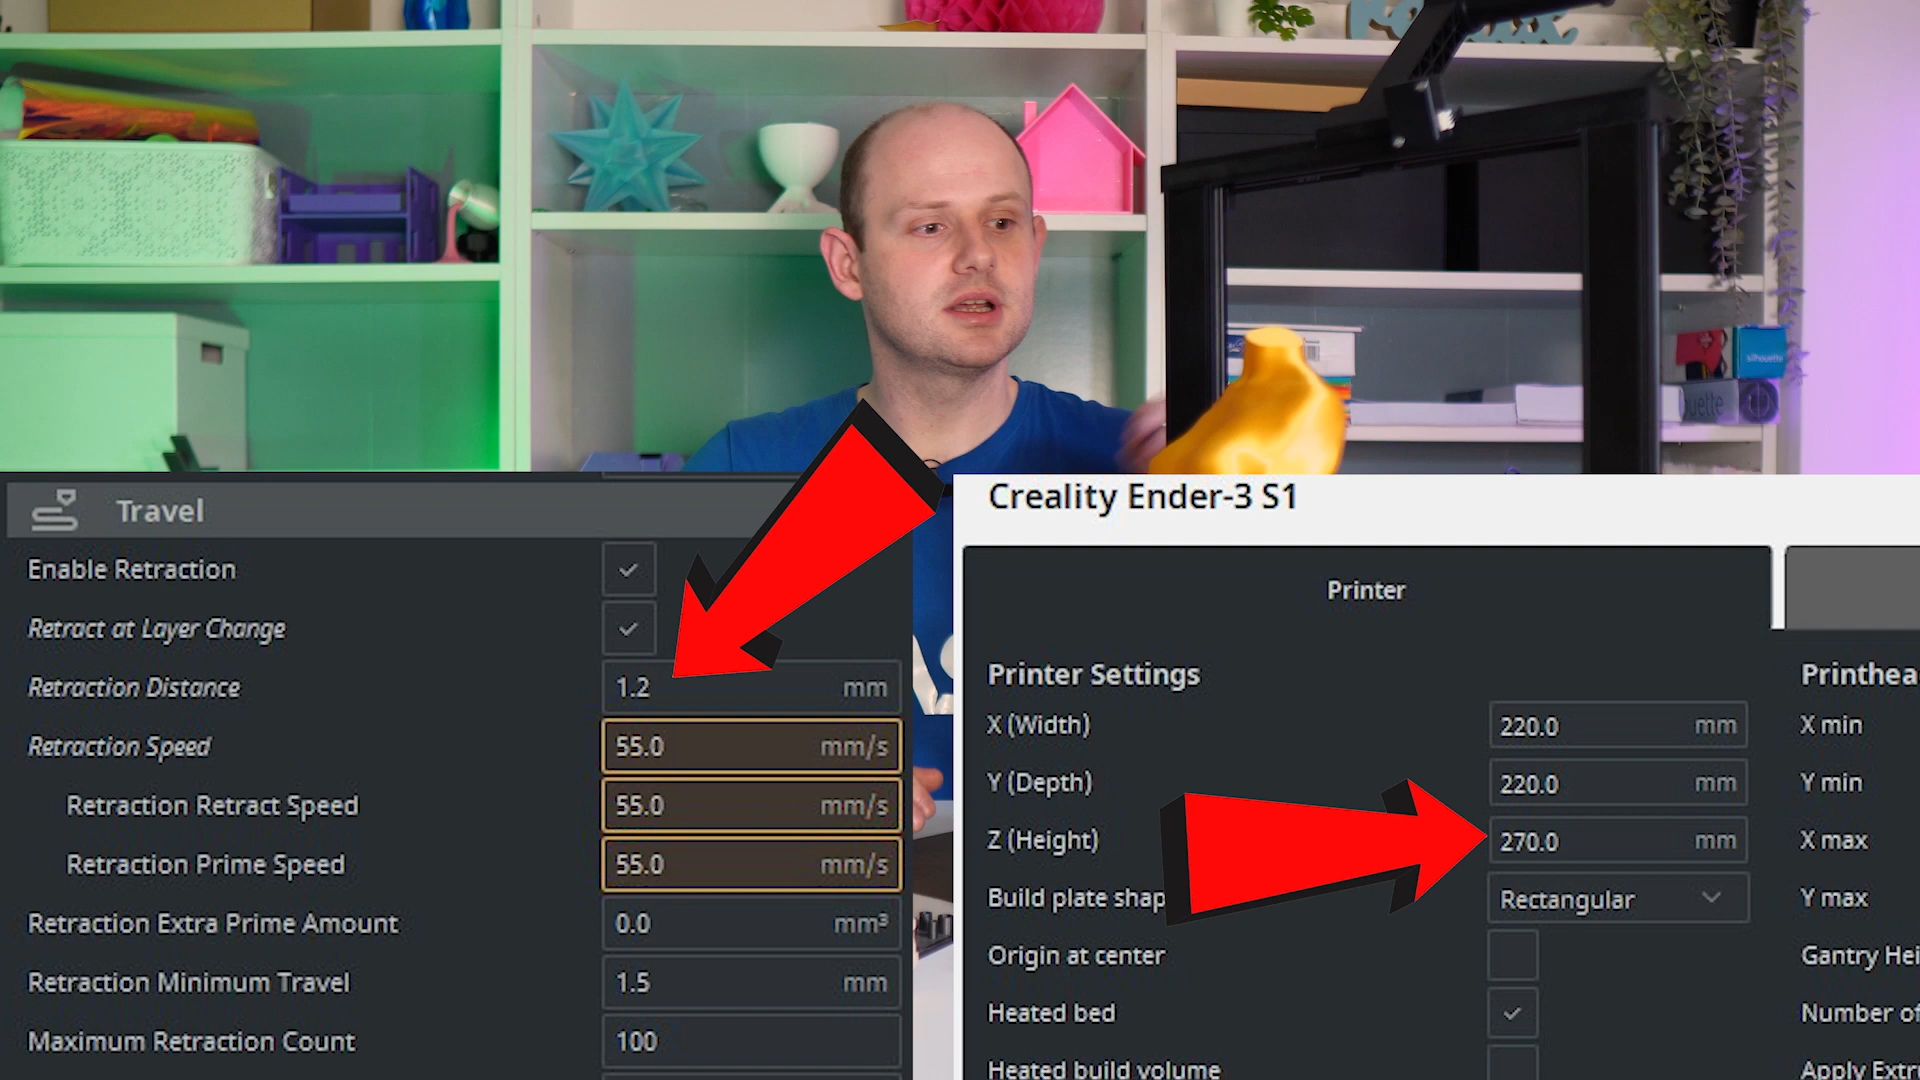 silhouette
uette
Travel
Enable Retraction
Retract at Layer Change
Retraction Distance 1.2 mm
Retraction Speed 55.0 mm/s
Retraction Retract Speed 55.0 mm/s
Retraction Prime Speed 55.0 mm/s
Retraction Extra Prime Amount 0.0 mm³
Retraction Minimum Travel 1.5 mm
Maximum Retraction Count 100
Creality Ender-3 S1
Printer
Printer Settings
X (Width) 220.0 mm
Y (Depth) 220.0 mm
Z (Height) 270.0 mm
Build plate shap Rectangular
Origin at center
Heated bed
Heated build volume
Printhea
X min
Y min
X max
Y max
Gantry Hei
Number of
Apply Extr